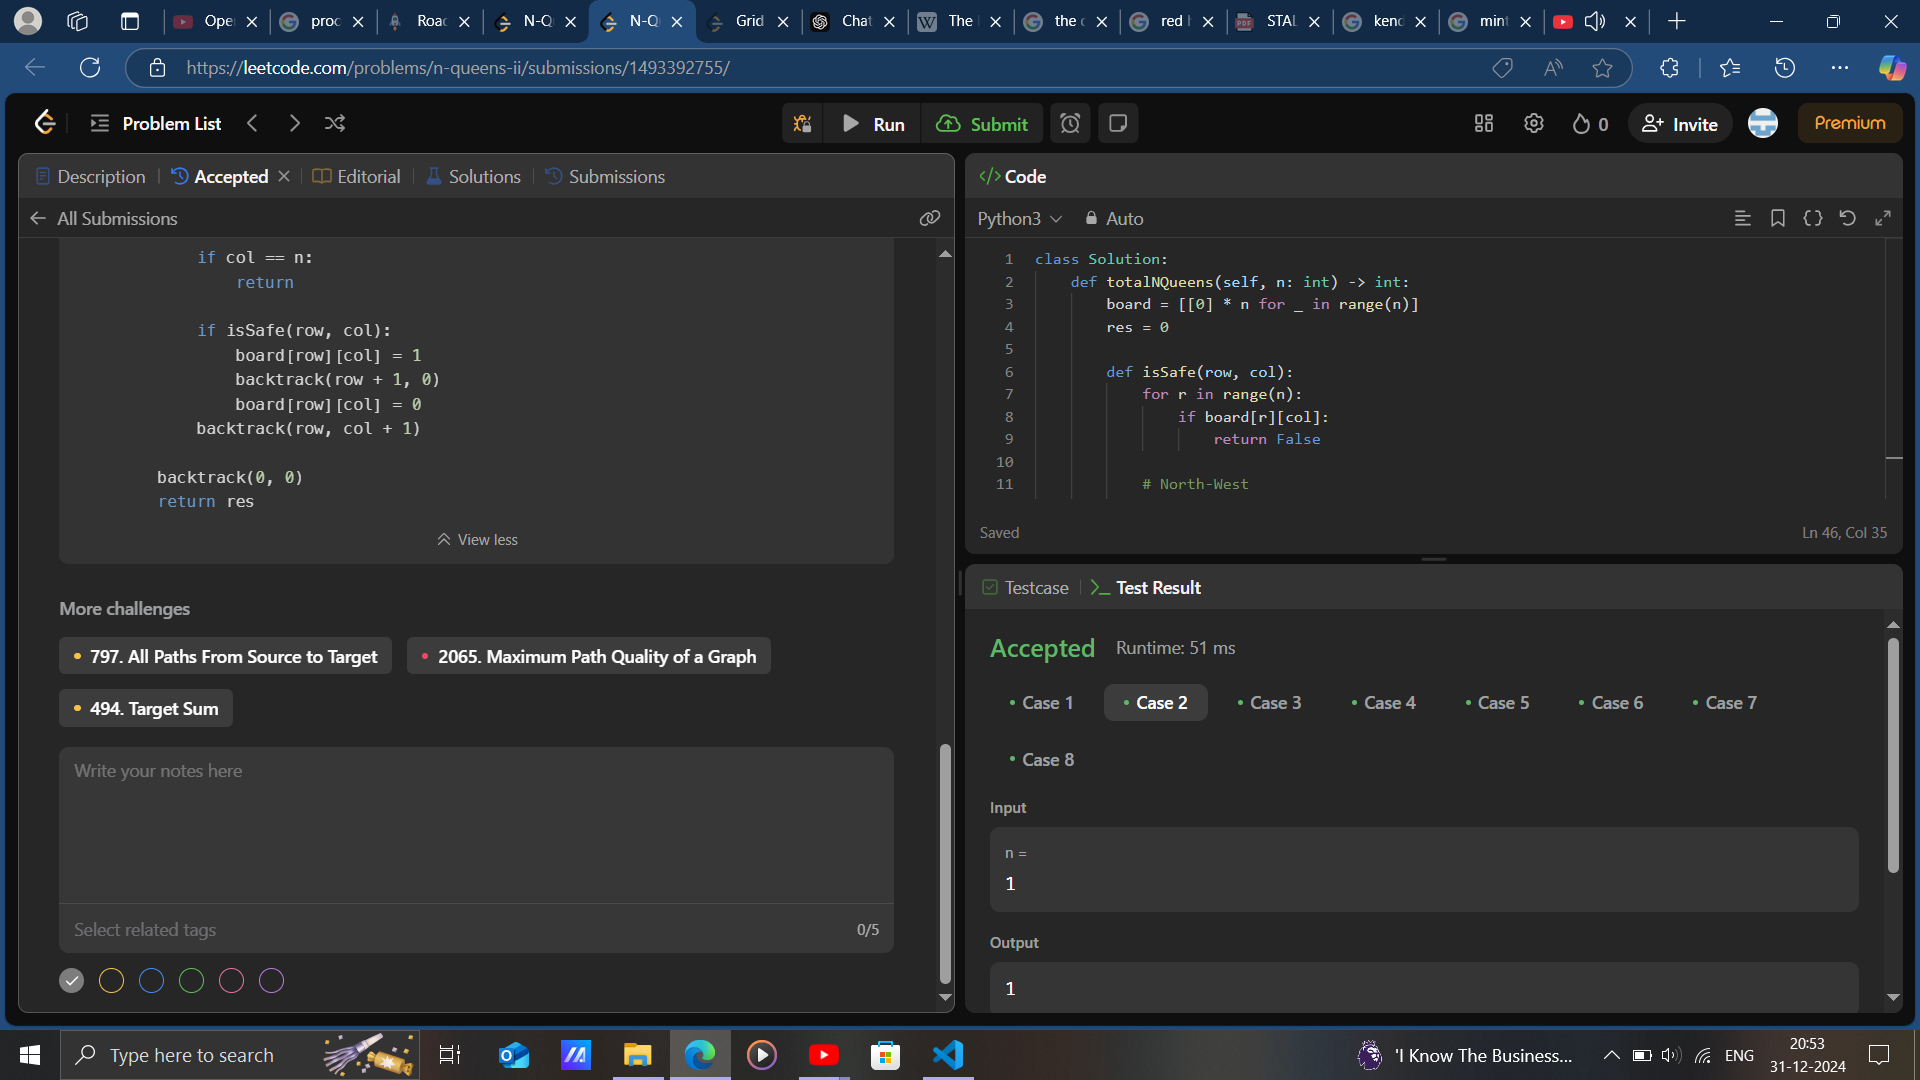 Oper
proc
Road
N-Q
N-Q
Grid
Chat
The
the c
red h
STAL
kend
mint
https://leetcode.com/problems/n-queens-ii/submissions/1493392755/
Problem List
Run
Submit
0
Invite
Premium
Description
Accepted
Editorial
Solutions
Submissions
All Submissions
if col == n:
return
if isSafe(row, col):
board[row][col] = 1
backtrack(row + 1, 0)
board[row][col] = 0
backtrack(row, col + 1)
backtrack(0, 0)
return res
View less
More challenges
797. All Paths From Source to Target
2065. Maximum Path Quality of a Graph
494. Target Sum
Write your notes here
Select related tags
0/5
</> Code
Python3
Auto
1 class Solution:
2 def totalNQueens(self, n: int) -> int:
3 board = [[0] * n for _ in range(n)]
4 res = 0
5
6 def isSafe(row, col):
7 for r in range(n):
8 if board[r][col]:
9 return False
10
11 # North-West
Saved
Ln 46, Col 35
Testcase
Test Result
Accepted Runtime: 51 ms
Case 1
Case 2
Case 3
Case 4
Case 5
Case 6
Case 7
Case 8
Input
n =
1
Output
1
Type here to search
'I Know The Business...
ENG
20:53
31-12-2024